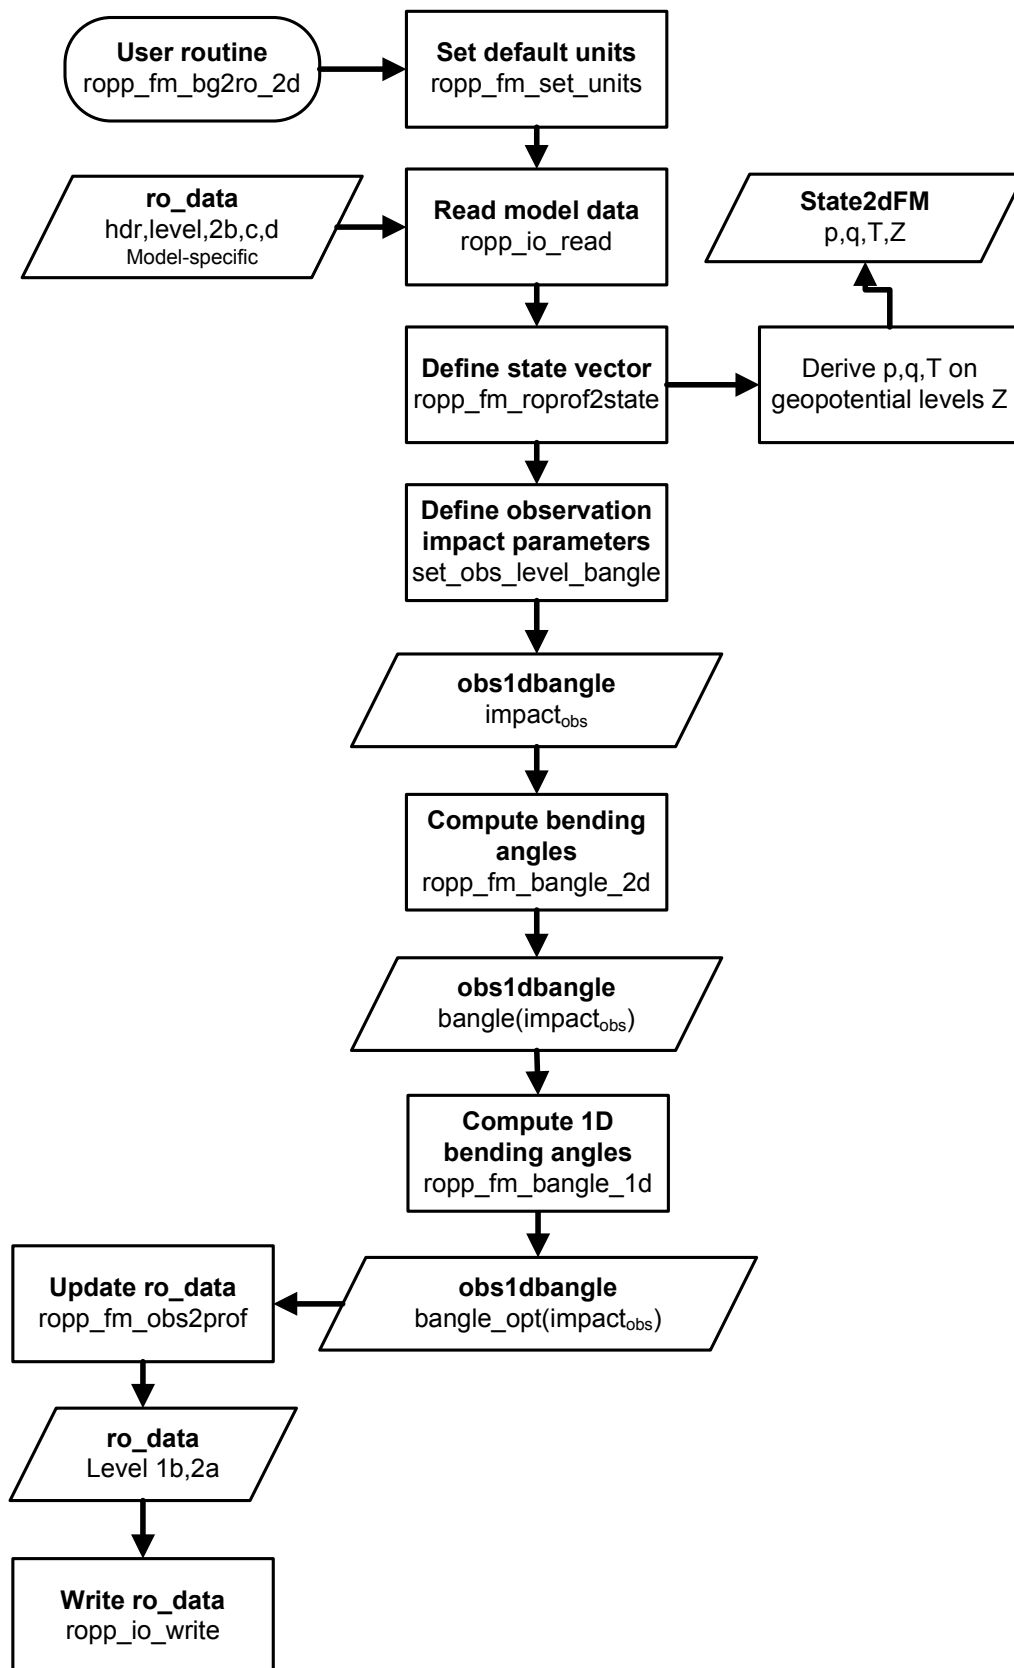 User routine
ropp_fm_bg2ro_2d
Set default units
ropp_fm_set_units
ro_data
hdr,level,2b,c,d
Model-specific
Read model data
ropp_io_read
State2dFM
p,q,T,Z
Define state vector
ropp_fm_roprof2state
Derive p,q,T on
geopotential levels Z
Define observation
impact parameters
set_obs_level_bangle
obs1dbangle
impactobs
Compute bending
angles
ropp_fm_bangle_2d
obs1dbangle
bangle(impactobs)
Compute 1D
bending angles
ropp_fm_bangle_1d
obs1dbangle
bangle_opt(impactobs)
Update ro_data
ropp_fm_obs2prof
ro_data
Level 1b,2a
Write ro_data
ropp_io_write